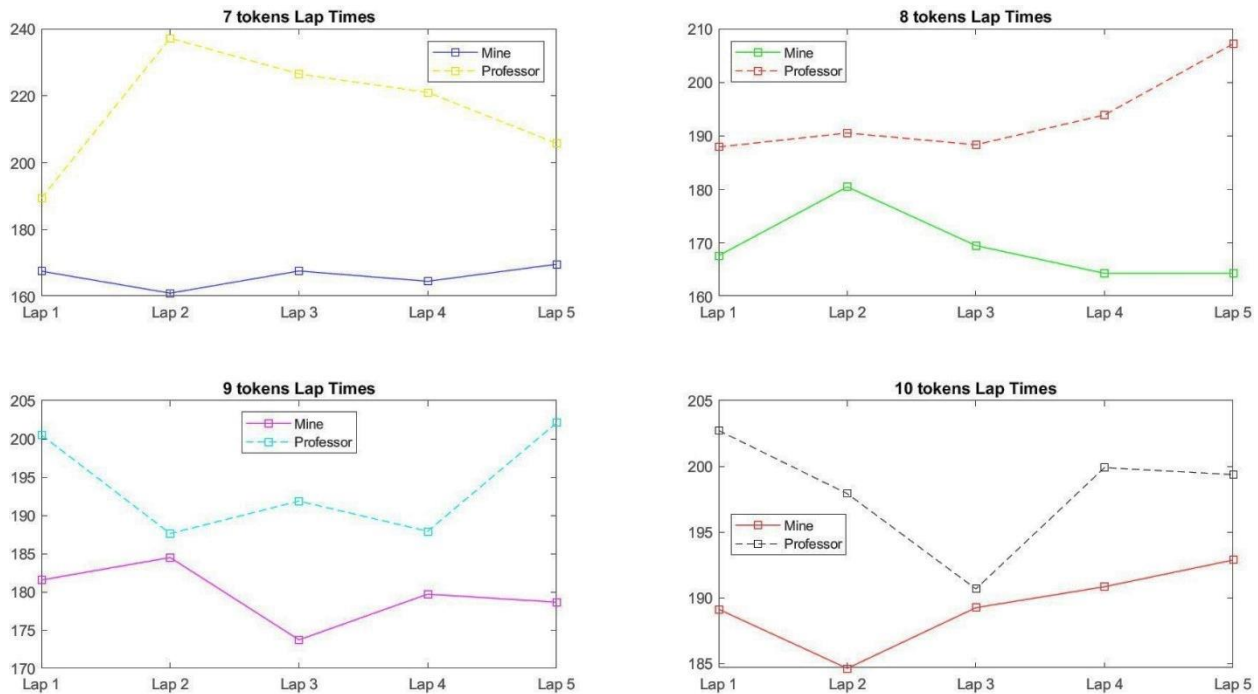 7 tokens Lap Times
240
220
200
180
160
Mine
Professor
Lap 1 Lap 2 Lap 3 Lap 4 Lap 5
8 tokens Lap Times
210
200
190
180
170
160
Mine
Professor
Lap 1 Lap 2 Lap 3 Lap 4 Lap 5
9 tokens Lap Times
205
200
195
190
185
180
175
170
Mine
Professor
Lap 1 Lap 2 Lap 3 Lap 4 Lap 5
10 tokens Lap Times
205
200
195
190
185
Mine
Professor
Lap 1 Lap 2 Lap 3 Lap 4 Lap 5